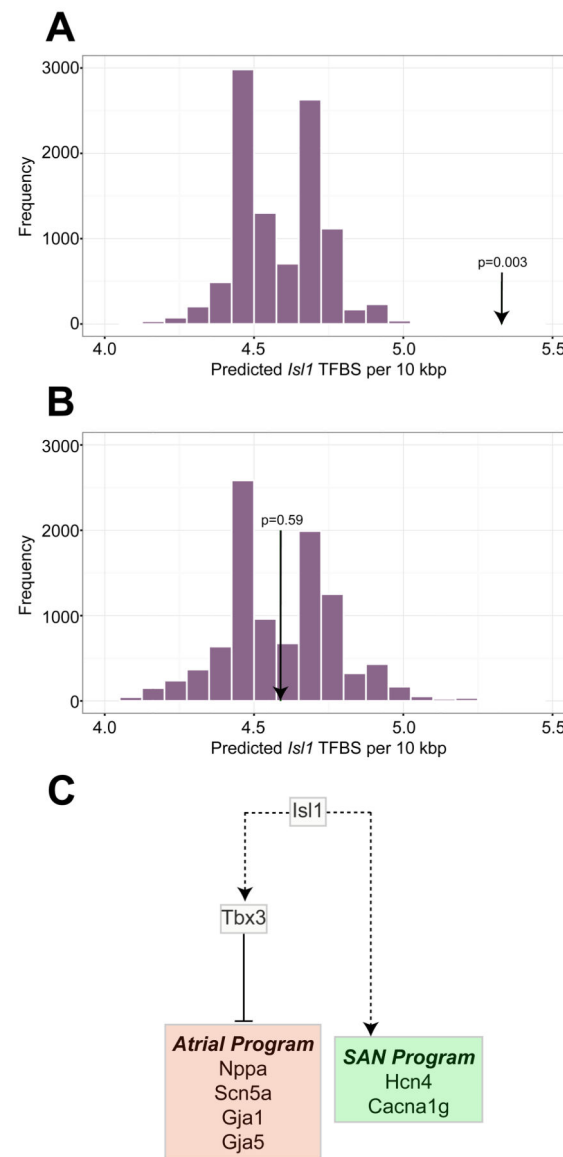 A
3000
2000
1000
0
Frequency
p=0.003
4.0 4.5 5.0 5.5
Predicted Isl1 TFBS per 10 kbp
B
3000
2000
1000
0
Frequency
p=0.59
4.0 4.5 5.0 5.5
Predicted Isl1 TFBS per 10 kbp
C
Isl1
Tbx3
Atrial Program
Nppa
Scn5a
Gja1
Gja5
SAN Program
Hcn4
Cacna1g